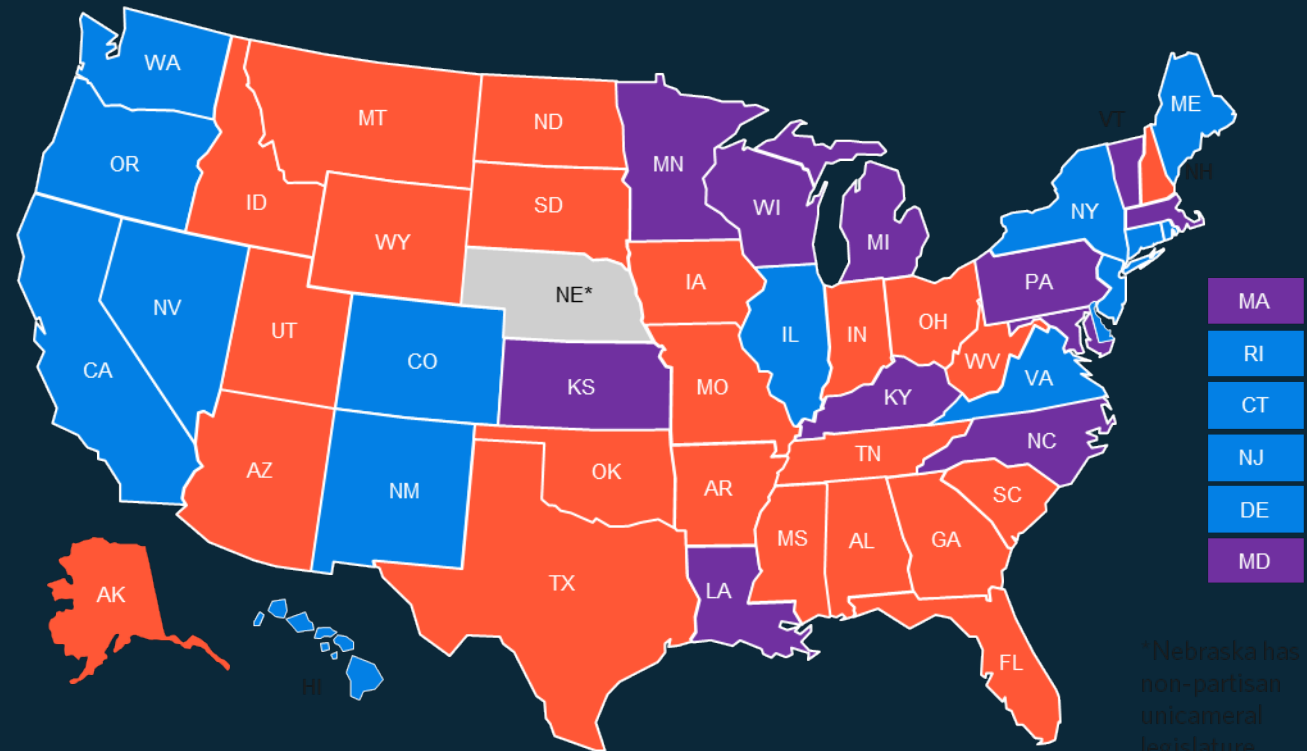 WA
ME
VT
MT
ND
OR
MN
NH
ID
SD
WI
NY
WY
MI
PA
IA
NE*
MA
NV
UT
IL
IN
OH
RI
CO
WV
VA
CA
KS
MO
KY
CT
NC
TN
NJ
AZ
OK
NM
AR
SC
DE
MS
AL
GA
MD
TX
LA
AK
FL
HI
*Nebraska has
non-partisan
unicameral
legislature